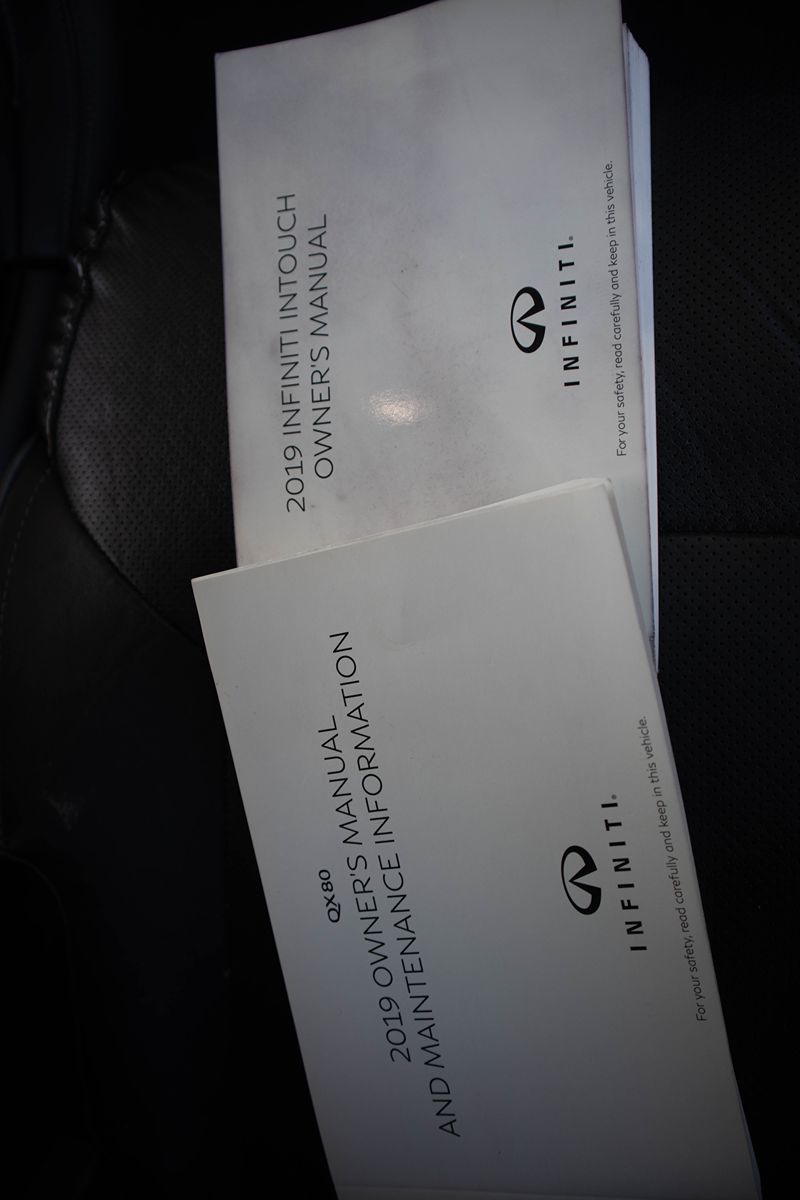 2019 INFINITI INTOUCH
OWNER'S MANUAL
INFINITI®
For your safety, read carefully and keep in this vehicle.
QX80
2019 OWNER'S MANUAL
AND MAINTENANCE INFORMATION
INFINITI®
For your safety, read carefully and keep in this vehicle.